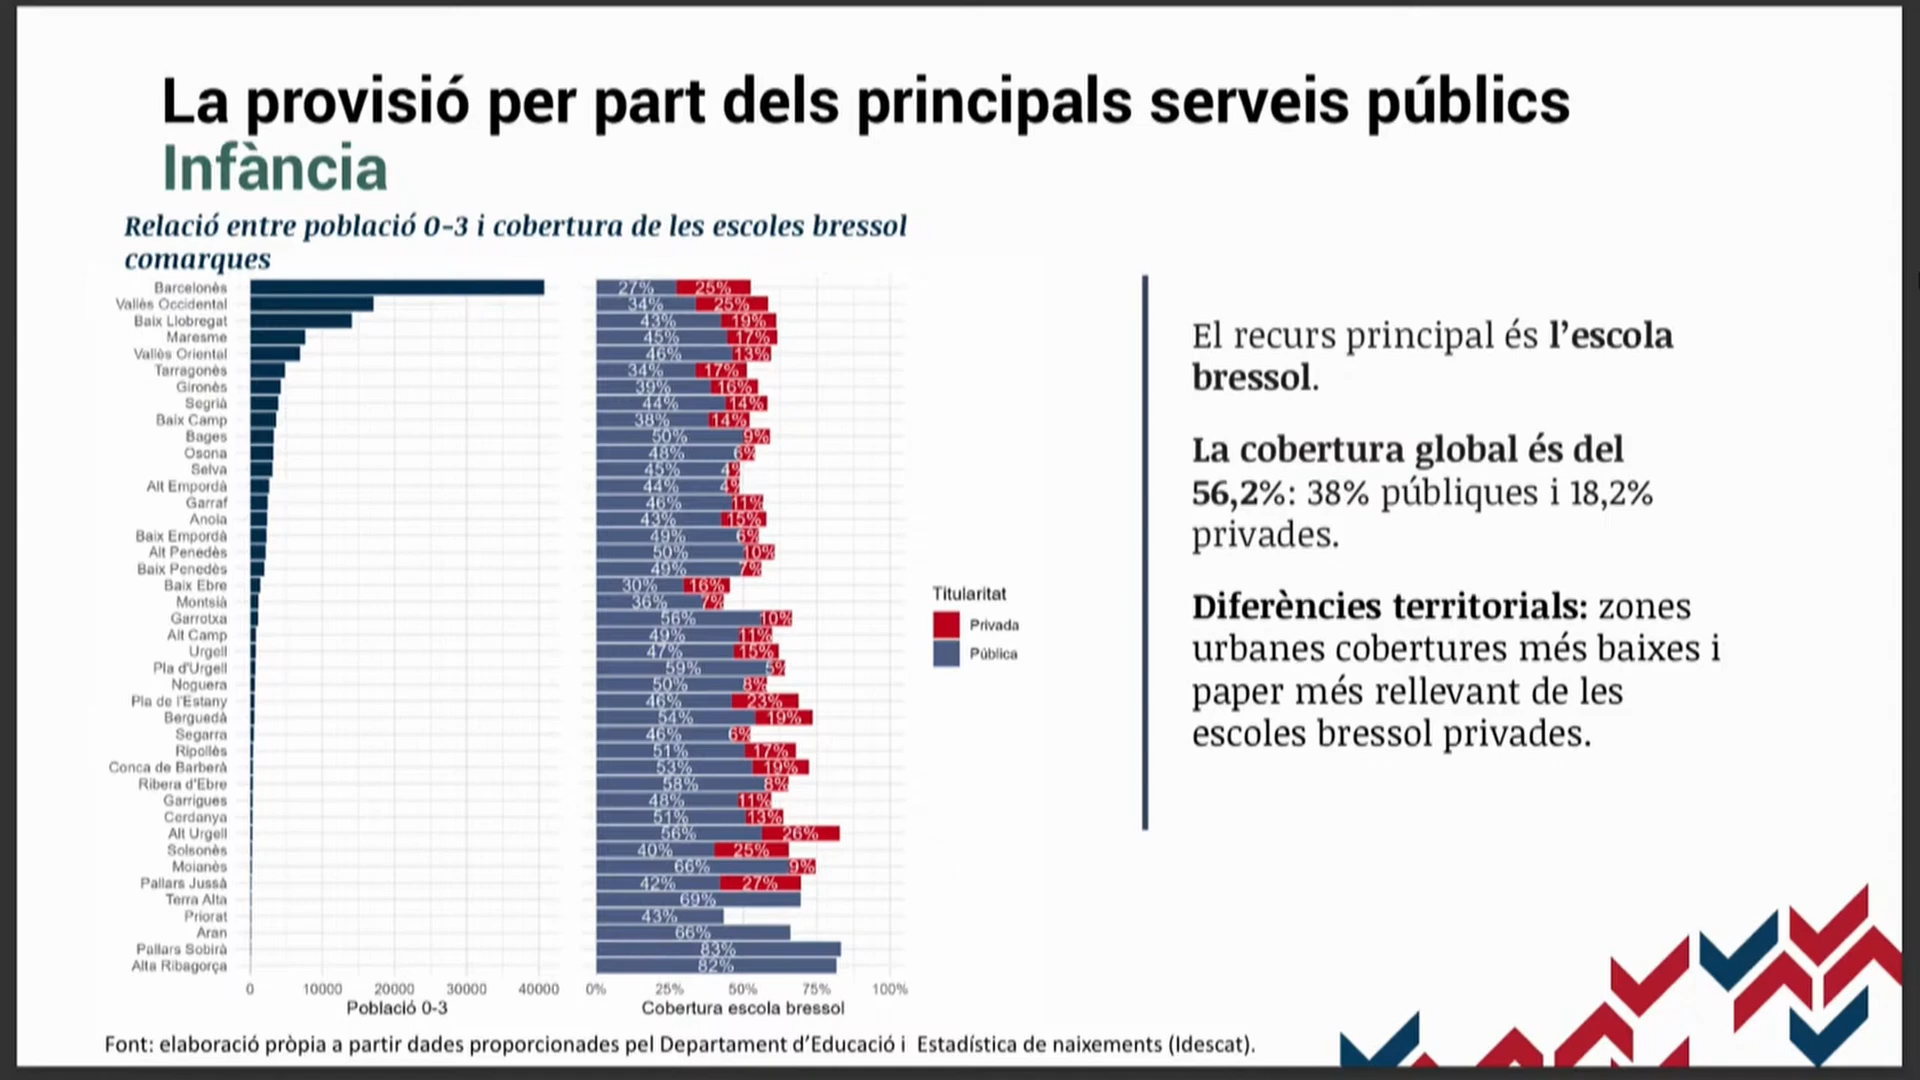 La provisió per part dels principals serveis públics
Infància
Relació entre població 0-3 i cobertura de les escoles bressol
comarques
Barcelonès 27% 25%
Vallès Occidental 34% 25%
Baix Llobregat 43% 19%
Maresme 45% 17%
Vallès Oriental 46% 13%
Tarragonès 34% 17%
Gironès 39% 16%
Segrià 44% 14%
Baix Camp 38% 14%
Bages 50% 9%
Osona 48% 6%
Selva 45% 4%
Alt Empordà 44% 4%
Garraf 46% 11%
Anoia 43% 15%
Baix Empordà 49% 6%
Alt Penedès 50% 10%
Baix Penedès 49% 7%
Baix Ebre 30% 16%
Montsià 36% 7%
Garrotxa 56% 10%
Alt Camp 49% 11%
Urgell 47% 15%
Pla d'Urgell 59% 5%
Noguera 50% 8%
Pla de l'Estany 46% 23%
Berguedà 54% 19%
Segarra 46% 6%
Ripollès 51% 17%
Conca de Barberà 53% 19%
Ribera d'Ebre 58% 8%
Garrigues 48% 11%
Cerdanya 51% 13%
Alt Urgell 56% 26%
Solsonès 40% 25%
Moianès 66% 9%
Pallars Jussà 42% 27%
Terra Alta 69%
Priorat 43%
Aran 66%
Pallars Sobirà 83%
Alta Ribagorça 82%
0 10000 20000 30000 40000
Població 0-3
0% 25% 50% 75% 100%
Cobertura escola bressol
Titularitat
Privada
Pública
El recurs principal és l'escola
bressol.
La cobertura global és del
56,2%: 38% públiques i 18,2%
privades.
Diferències territorials: zones
urbanes cobertures més baixes i
paper més rellevant de les
escoles bressol privades.
Font: elaboració pròpia a partir dades proporcionades pel Departament d'Educació i Estadística de naixements (Idescat).